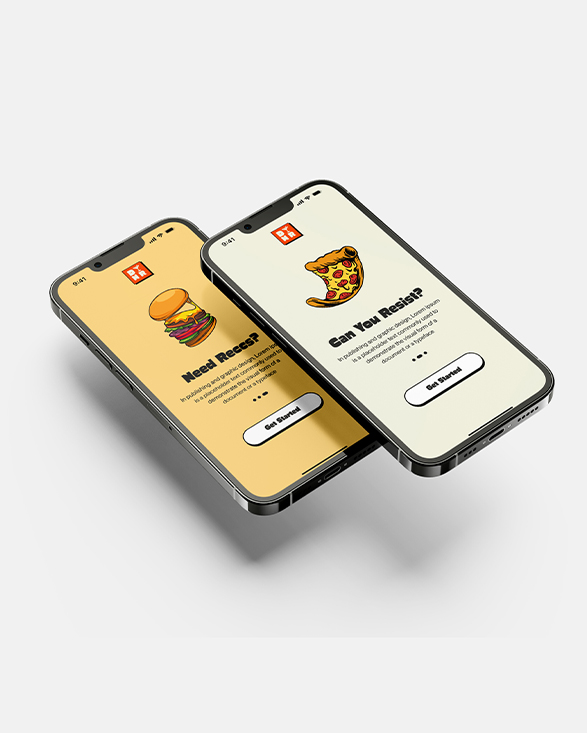 9:41
Need Reccs?
In publishing and graphic design, Lorem ipsum
is a placeholder text commonly used to
demonstrate the visual form of a
document or a typeface
Get Started
9:41
Can You Resist?
In publishing and graphic design, Lorem ipsum
is a placeholder text commonly used to
demonstrate the visual form of a
document or a typeface
Get Started